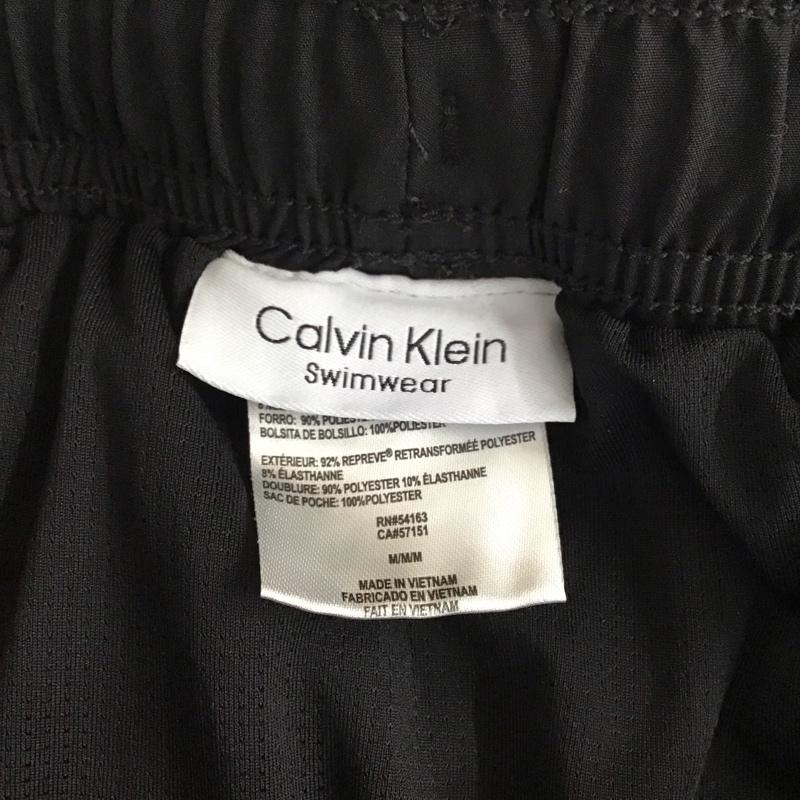 Calvin Klein
Swimwear
FORRO: 90% POLIESTER
BOLSITA DE BOLSILLO: 100%POLIESTER
EXTÉRIEUR: 92% REPREVE® RETRANSFORMÉE POLYESTER
8% ÉLASTHANNE
DOUBLURE: 90% POLYESTER 10% ÉLASTHANNE
SAC DE POCHE: 100%POLYESTER
RN#54163
CA#57151
M/M/M
MADE IN VIETNAM
FABRICADO EN VIETNAM
FAIT EN VIETNAM